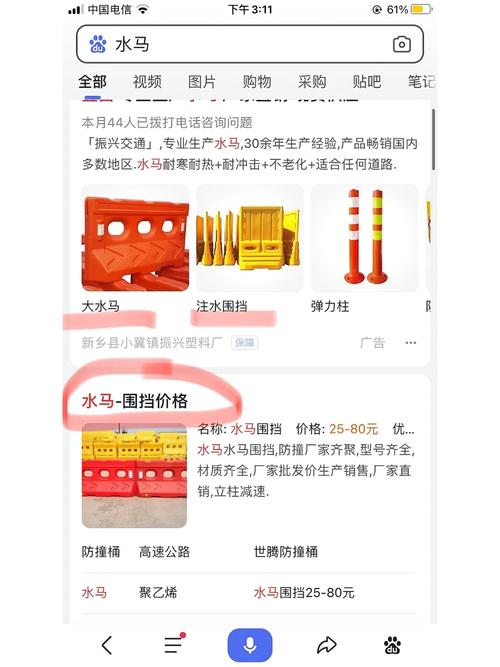 中国电信
下午 3:11
61%
水马
全部
视频
图片
购物
采购
贴吧
笔记
本月44人已拨打电话咨询问题
「振兴交通」,专业生产水马,30余年生产经验,产品畅销国内
多数地区.水马耐寒耐热+耐冲击+不老化+适合任何道路.
大水马
注水围挡
弹力柱
新乡县小冀镇振兴塑料厂
保障
广告
水马-围挡价格
名称: 水马围挡 价格: 25-80元 优...
水马水马围挡,防撞厂家齐聚,型号齐全,
材质齐全,厂家批发价生产销售,厂家直
销,立柱减速.
防撞桶
高速公路
世腾防撞桶
水马
聚乙烯
水马围挡25-80元
du
du